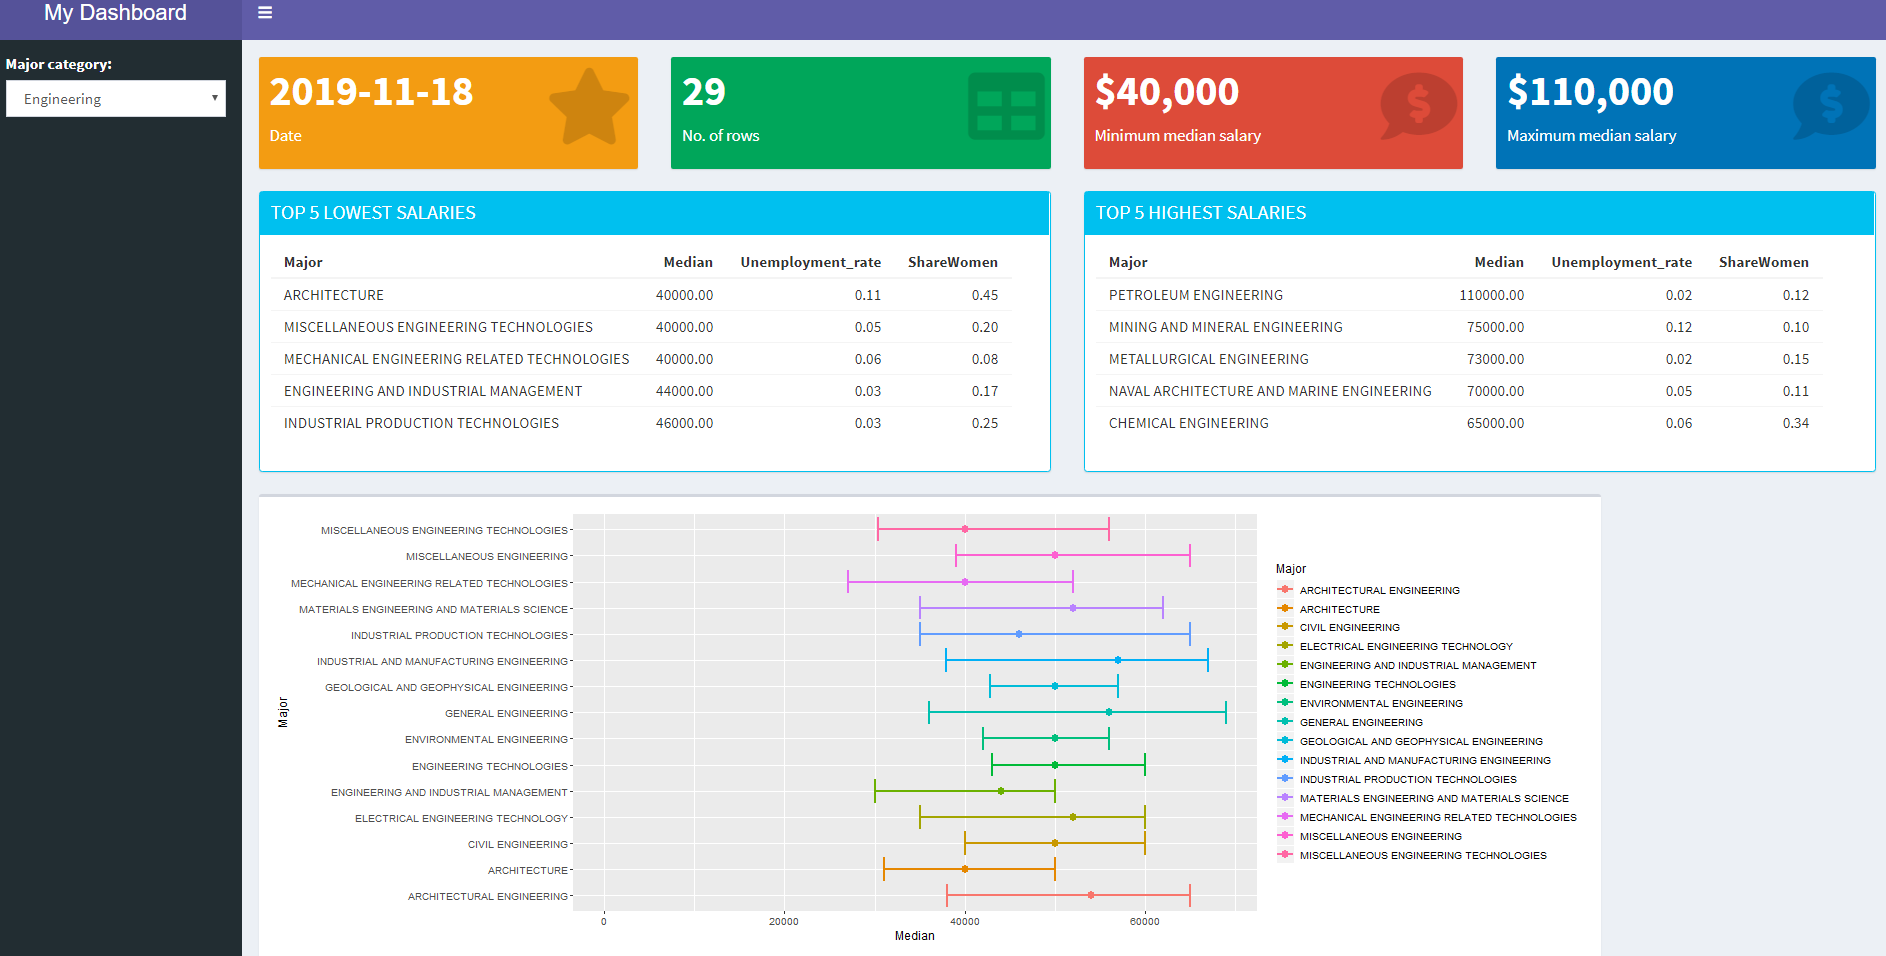 My Dashboard
Major category:
Engineering
2019-11-18
Date
29
No. of rows
$40,000
Minimum median salary
$110,000
Maximum median salary
TOP 5 LOWEST SALARIES
Major Median Unemployment_rate ShareWomen
ARCHITECTURE 40000.00 0.11 0.45
MISCELLANEOUS ENGINEERING TECHNOLOGIES 40000.00 0.05 0.20
MECHANICAL ENGINEERING RELATED TECHNOLOGIES 40000.00 0.06 0.08
ENGINEERING AND INDUSTRIAL MANAGEMENT 44000.00 0.03 0.17
INDUSTRIAL PRODUCTION TECHNOLOGIES 46000.00 0.03 0.25
TOP 5 HIGHEST SALARIES
Major Median Unemployment_rate ShareWomen
PETROLEUM ENGINEERING 110000.00 0.02 0.12
MINING AND MINERAL ENGINEERING 75000.00 0.12 0.10
METALLURGICAL ENGINEERING 73000.00 0.02 0.15
NAVAL ARCHITECTURE AND MARINE ENGINEERING 70000.00 0.05 0.11
CHEMICAL ENGINEERING 65000.00 0.06 0.34
Major
MISCELLANEOUS ENGINEERING TECHNOLOGIES
MISCELLANEOUS ENGINEERING
MECHANICAL ENGINEERING RELATED TECHNOLOGIES
MATERIALS ENGINEERING AND MATERIALS SCIENCE
INDUSTRIAL PRODUCTION TECHNOLOGIES
INDUSTRIAL AND MANUFACTURING ENGINEERING
GEOLOGICAL AND GEOPHYSICAL ENGINEERING
GENERAL ENGINEERING
ENVIRONMENTAL ENGINEERING
ENGINEERING TECHNOLOGIES
ENGINEERING AND INDUSTRIAL MANAGEMENT
ELECTRICAL ENGINEERING TECHNOLOGY
CIVIL ENGINEERING
ARCHITECTURE
ARCHITECTURAL ENGINEERING
0 20000 40000 60000
Median
Major
ARCHITECTURAL ENGINEERING
ARCHITECTURE
CIVIL ENGINEERING
ELECTRICAL ENGINEERING TECHNOLOGY
ENGINEERING AND INDUSTRIAL MANAGEMENT
ENGINEERING TECHNOLOGIES
ENVIRONMENTAL ENGINEERING
GENERAL ENGINEERING
GEOLOGICAL AND GEOPHYSICAL ENGINEERING
INDUSTRIAL AND MANUFACTURING ENGINEERING
INDUSTRIAL PRODUCTION TECHNOLOGIES
MATERIALS ENGINEERING AND MATERIALS SCIENCE
MECHANICAL ENGINEERING RELATED TECHNOLOGIES
MISCELLANEOUS ENGINEERING
MISCELLANEOUS ENGINEERING TECHNOLOGIES